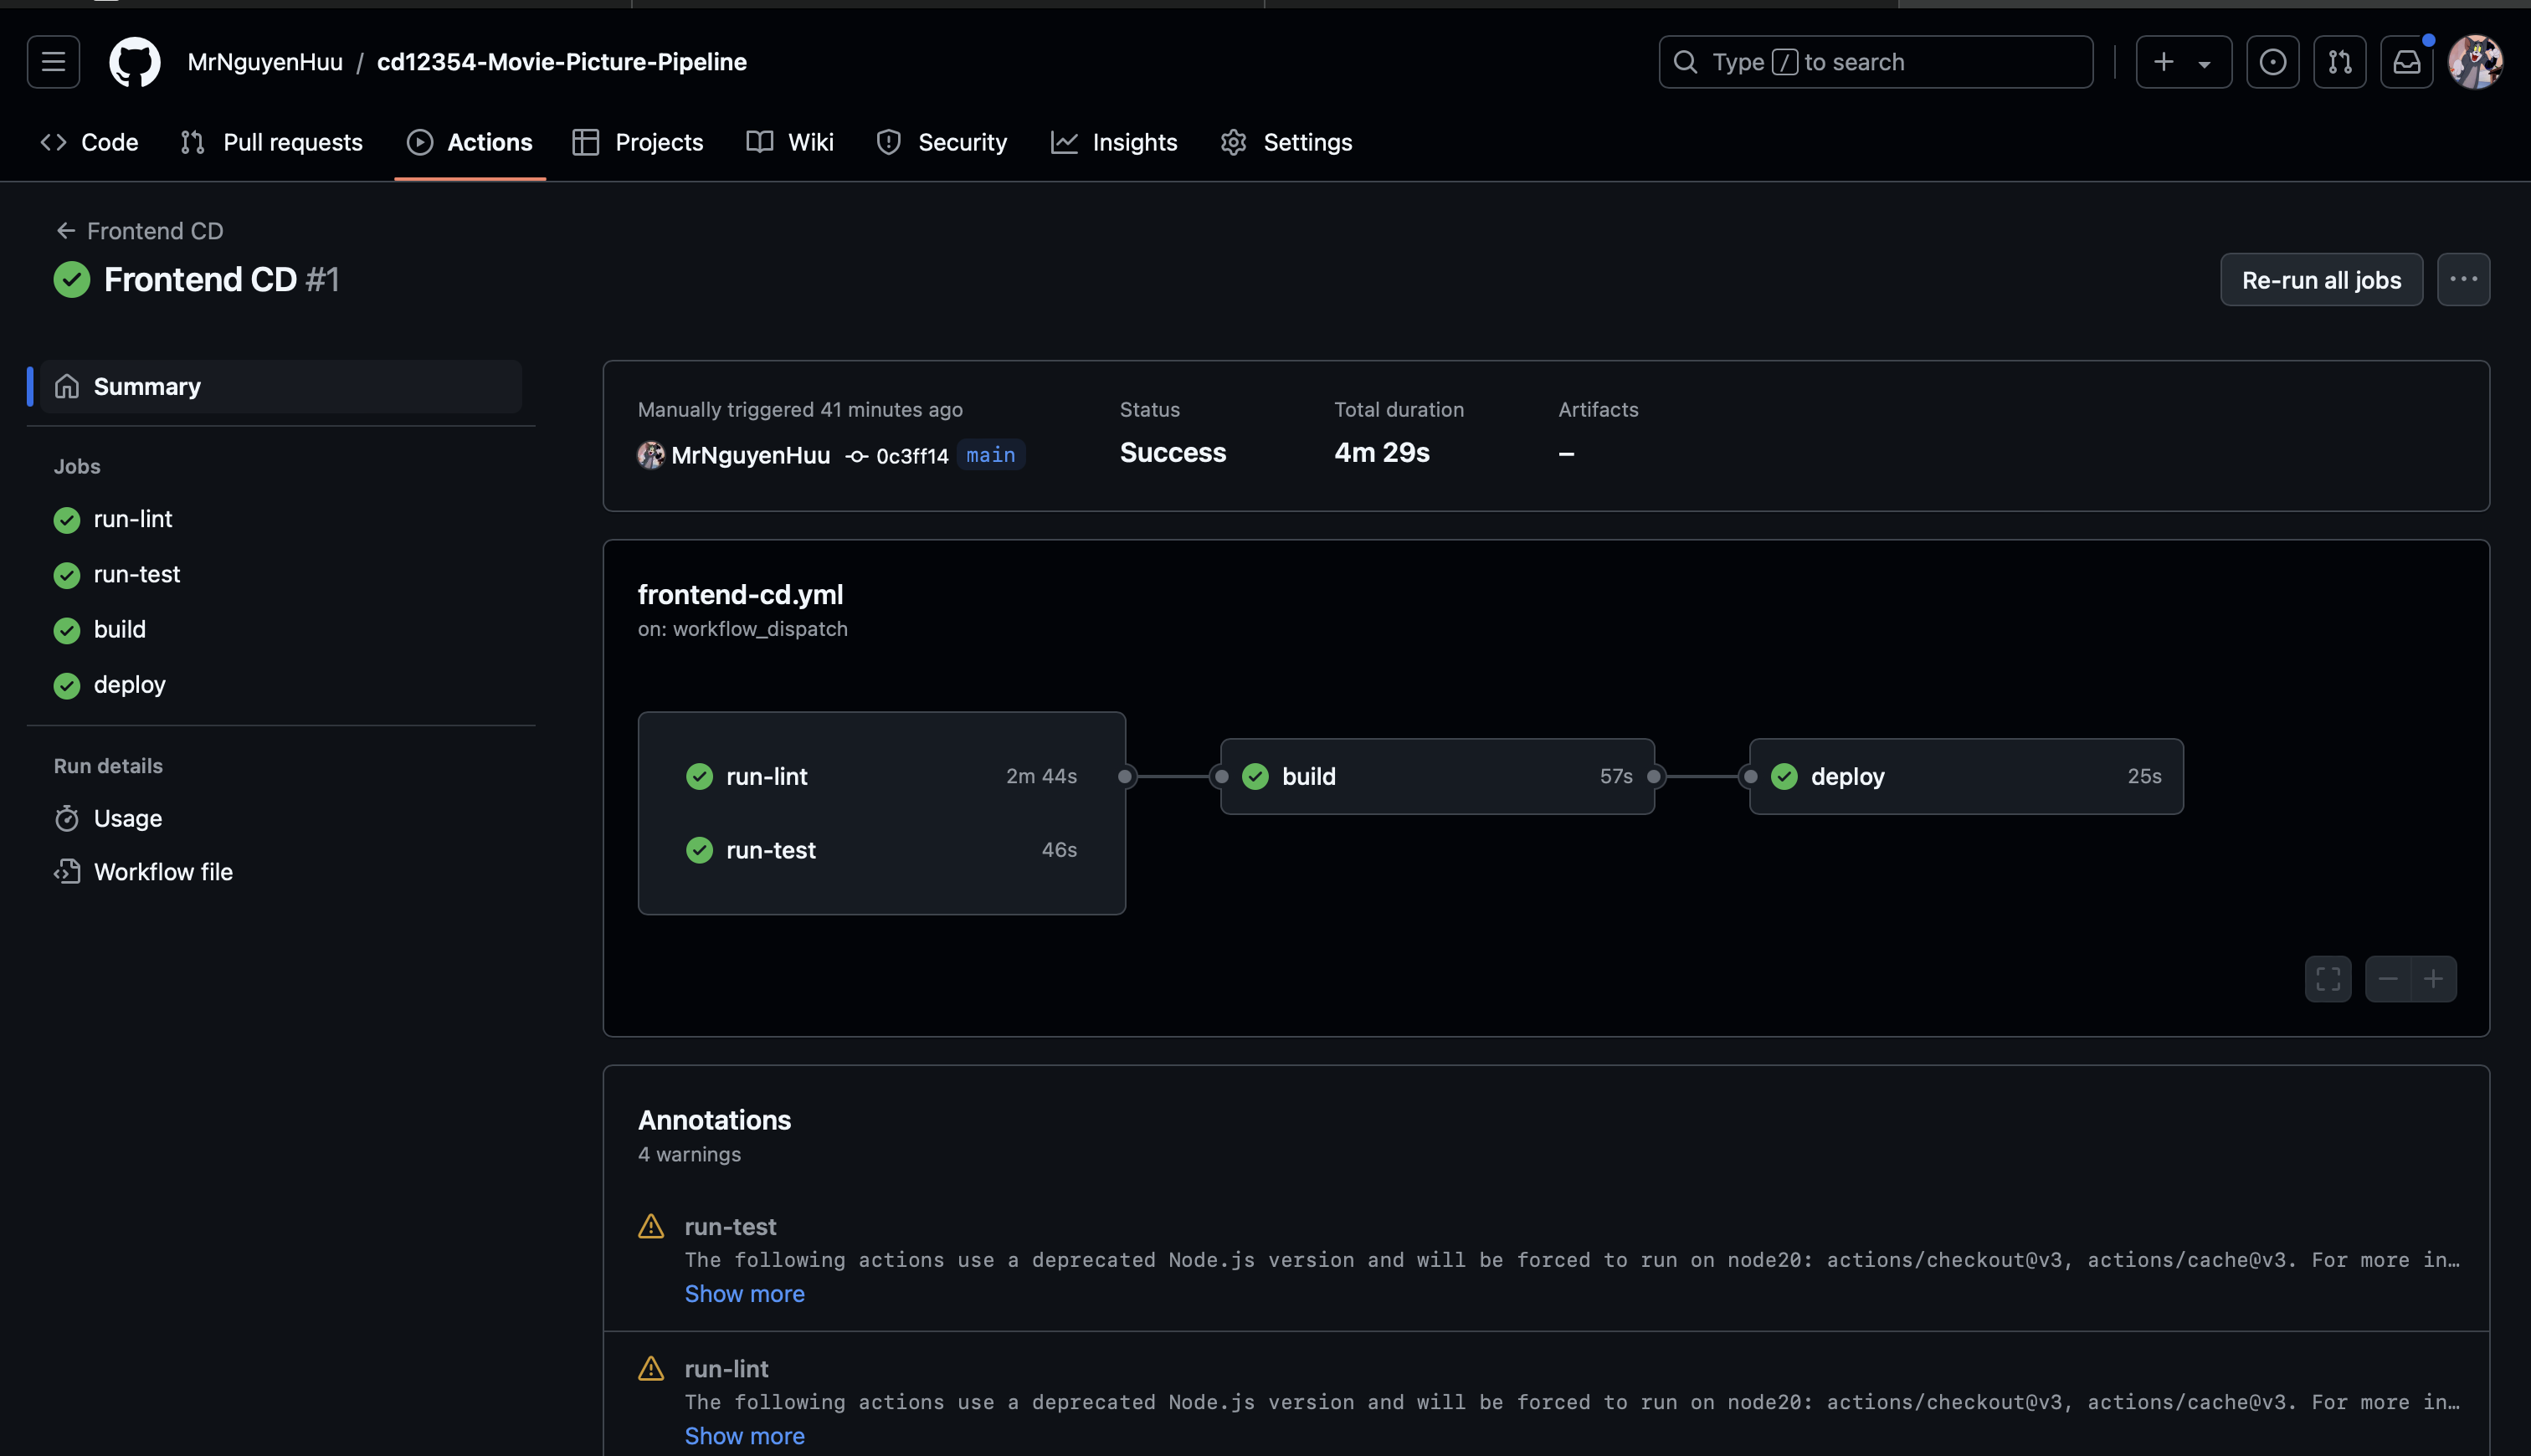 MrNguyenHuu / cd12354-Movie-Picture-Pipeline
Type / to search
Code Pull requests Actions Projects Wiki Security Insights Settings
Frontend CD
Frontend CD #1
Re-run all jobs
Summary
Jobs
run-lint
run-test
build
deploy
Run details
Usage
Workflow file
Manually triggered 41 minutes ago
MrNguyenHuu 0c3ff14 main
Status
Success
Total duration
4m 29s
Artifacts
–
frontend-cd.yml
on: workflow_dispatch
run-lint 2m 44s
run-test 46s
build 57s
deploy 25s
Annotations
4 warnings
run-test
The following actions use a deprecated Node.js version and will be forced to run on node20: actions/checkout@v3, actions/cache@v3. For more in…
Show more
run-lint
The following actions use a deprecated Node.js version and will be forced to run on node20: actions/checkout@v3, actions/cache@v3. For more in…
Show more